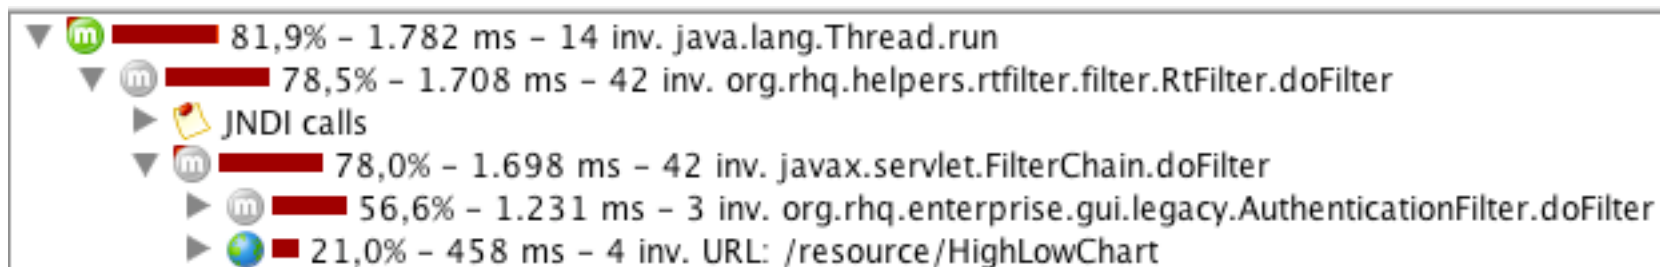 81,9% – 1.782 ms – 14 inv. java.lang.Thread.run
78,5% – 1.708 ms – 42 inv. org.rhq.helpers.rtfilter.filter.RtFilter.doFilter
JNDI calls
78,0% – 1.698 ms – 42 inv. javax.servlet.FilterChain.doFilter
56,6% – 1.231 ms – 3 inv. org.rhq.enterprise.gui.legacy.AuthenticationFilter.doFilter
21,0% – 458 ms – 4 inv. URL: /resource/HighLowChart